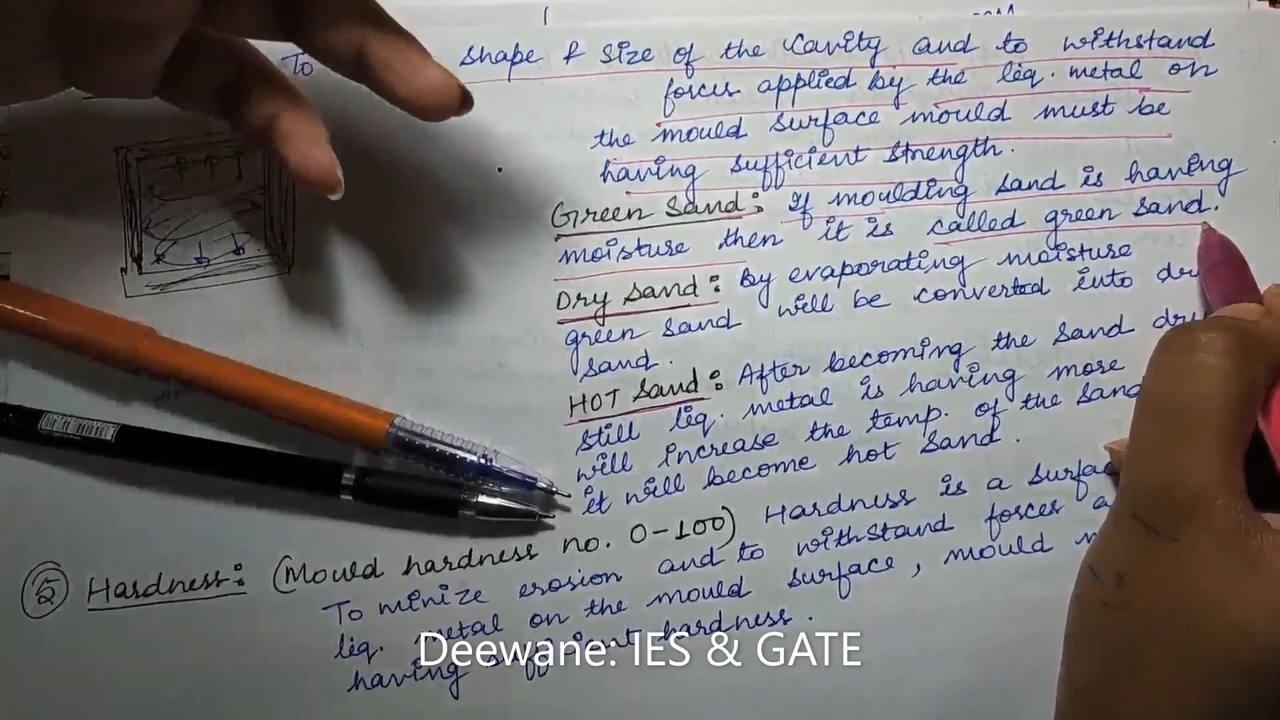 To shape & size of the cavity and to withstand
forces applied by the liq. metal on
the mould surface mould must be
having sufficient strength.
Green Sand: If moulding sand is having
moisture then it is called green sand.
Dry Sand: By evaporating moisture
green sand will be converted into
sand.
HOT Sand: After becoming the sand
still liq. metal is having more
will increase the temp. of the sand
it will become hot sand.
(5) Hardness: (Mould hardness no. 0-100) Hardness is a
To minize erosion and to withstand forces
liq. metal on the mould surface, mould
having sufficient hardness.
Deewane: IES & GATE